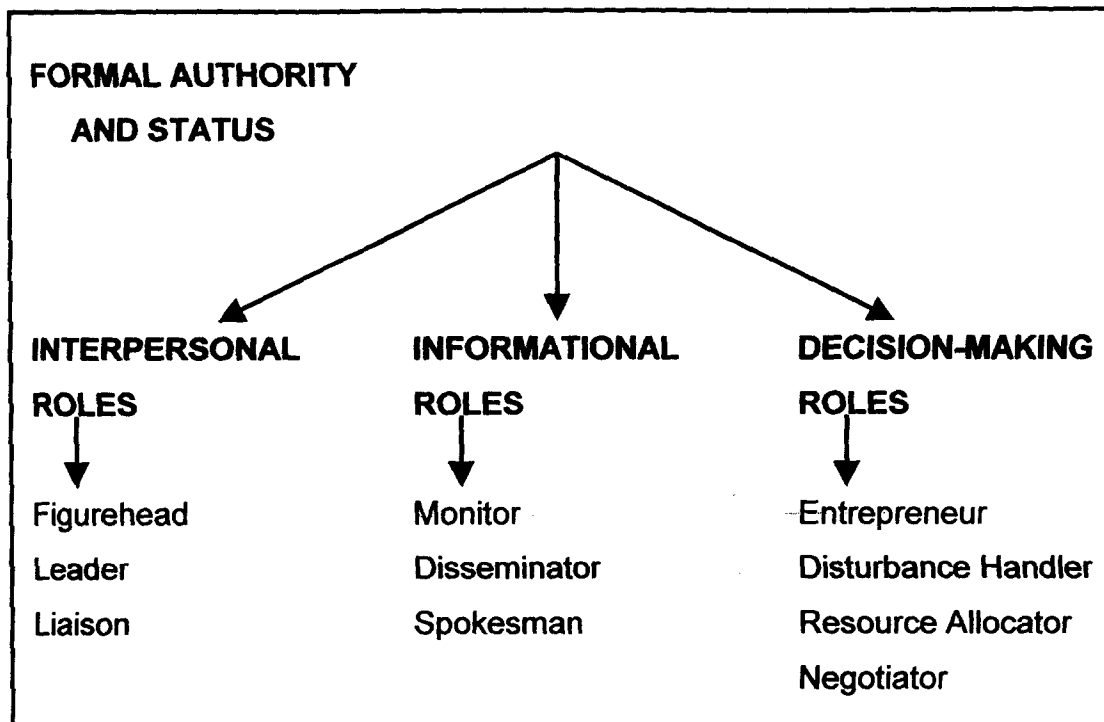 FORMAL AUTHORITY
AND STATUS
INTERPERSONAL
ROLES
Figurehead
Leader
Liaison
INFORMATIONAL
ROLES
Monitor
Disseminator
Spokesman
DECISION-MAKING
ROLES
Entrepreneur
Disturbance Handler
Resource Allocator
Negotiator